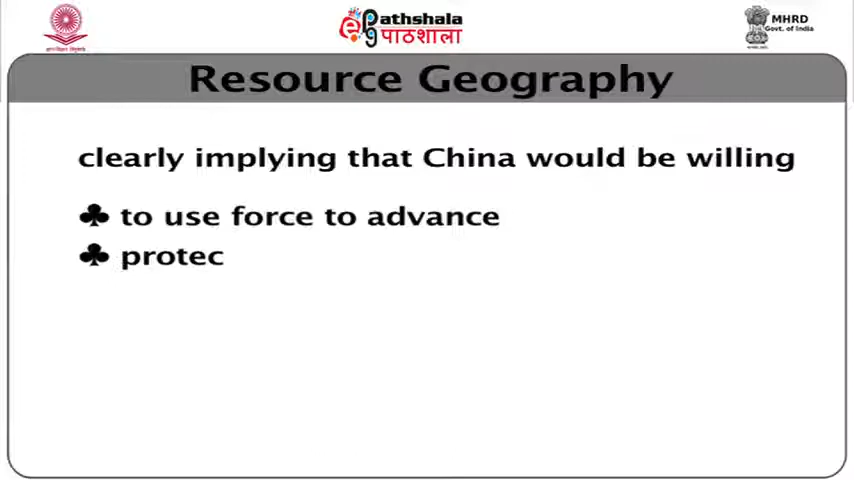 ePathshala
पाठशाला
MHRD
Govt. of India
Resource Geography
clearly implying that China would be willing
♣ to use force to advance
♣ protec